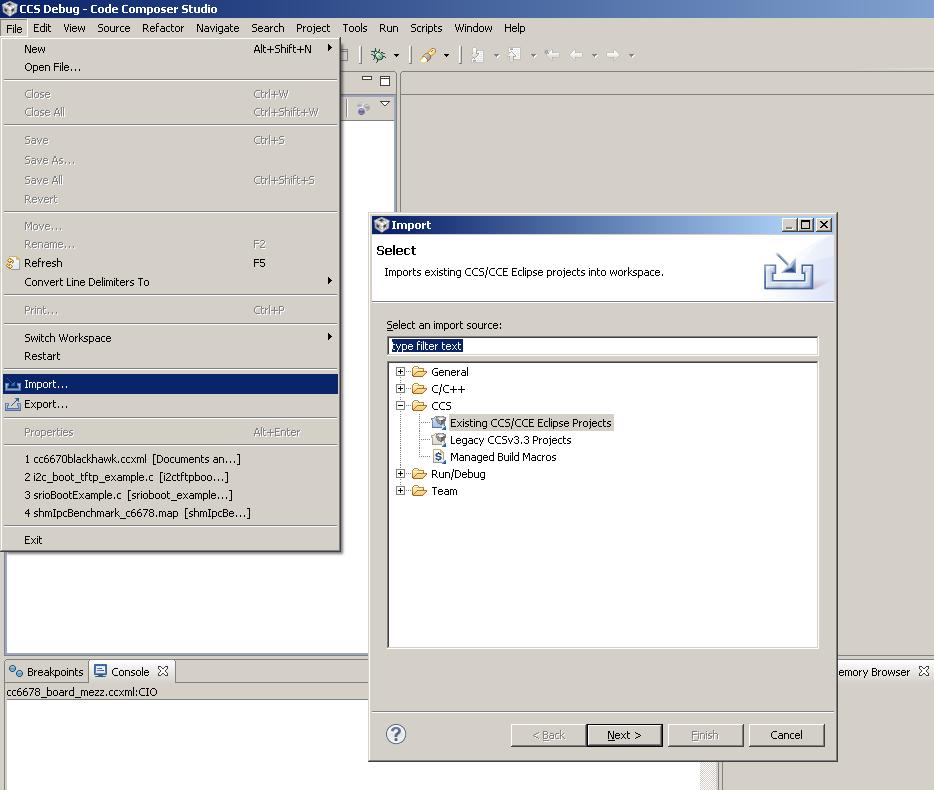 CCS Debug - Code Composer Studio
File Edit View Source Refactor Navigate Search Project Tools Run Scripts Window Help
New Alt+Shift+N
Open File...
Close Ctrl+W
Close All Ctrl+Shift+W
Save Ctrl+S
Save As...
Save All Ctrl+Shift+S
Revert
Move...
Rename... F2
Refresh F5
Convert Line Delimiters To
Print... Ctrl+P
Switch Workspace
Restart
Import...
Export...
Properties Alt+Enter
1 cc6670blackhawk.ccxml [Documents an...]
2 i2c_boot_tftp_example.c [i2ctftpboo...]
3 srioBootExample.c [srioboot_example...]
4 shmIpcBenchmark_c6678.map [shmIpcBe...]
Exit
Import
Select
Imports existing CCS/CCE Eclipse projects into workspace.
Select an import source:
type filter text
General
C/C++
CCS
Existing CCS/CCE Eclipse Projects
Legacy CCSv3.3 Projects
Managed Build Macros
Run/Debug
Team
< Back Next > Finish Cancel
Breakpoints Console
emory Browser
cc6678_board_mezz.ccxml:CIO